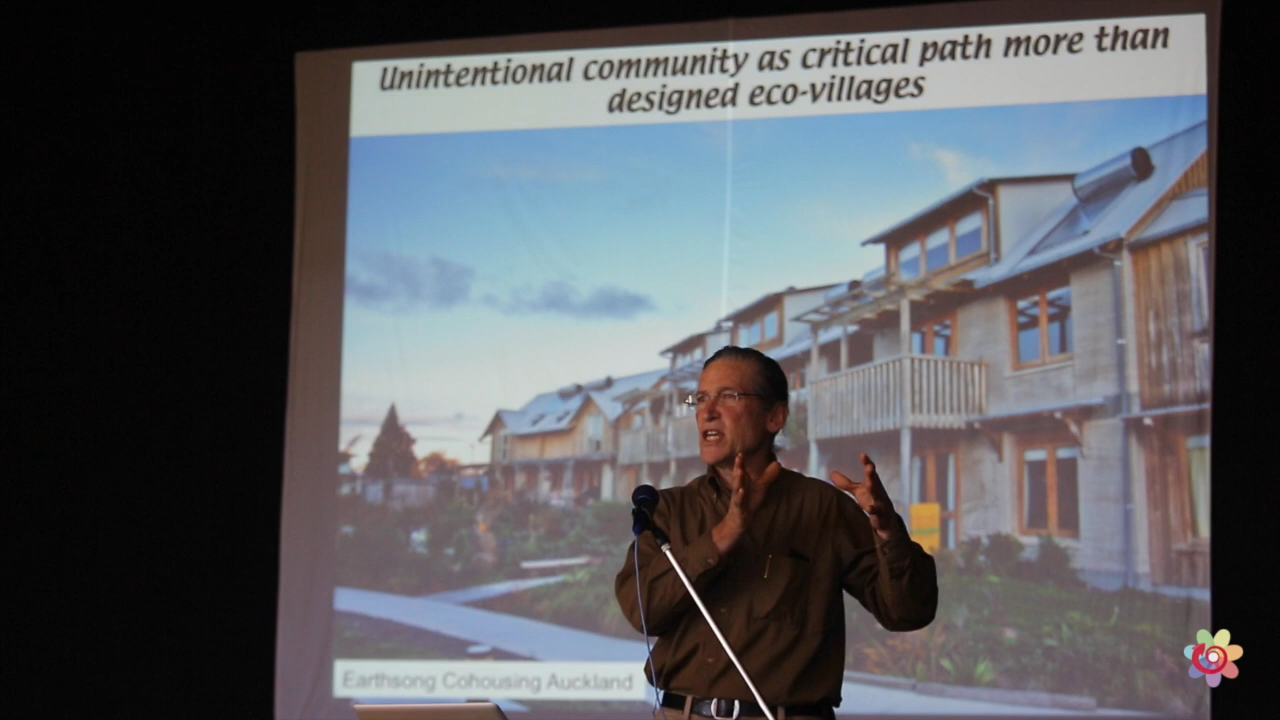 Unintentional community as critical path more than
designed eco-villages
Earthsong Cohousing Auckland